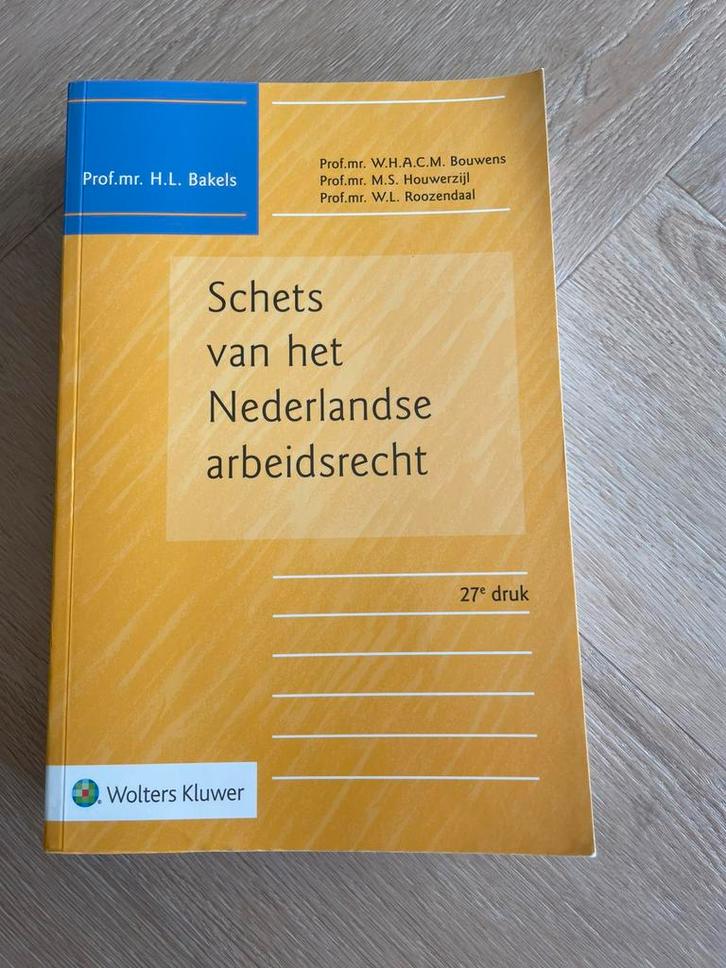 Prof.mr. H.L. Bakels
Prof.mr. W.H.A.C.M. Bouwens
Prof.mr. M.S. Houwerzijl
Prof.mr. W.L. Roozendaal
Schets
van het
Nederlandse
arbeidsrecht
27e druk
Wolters Kluwer